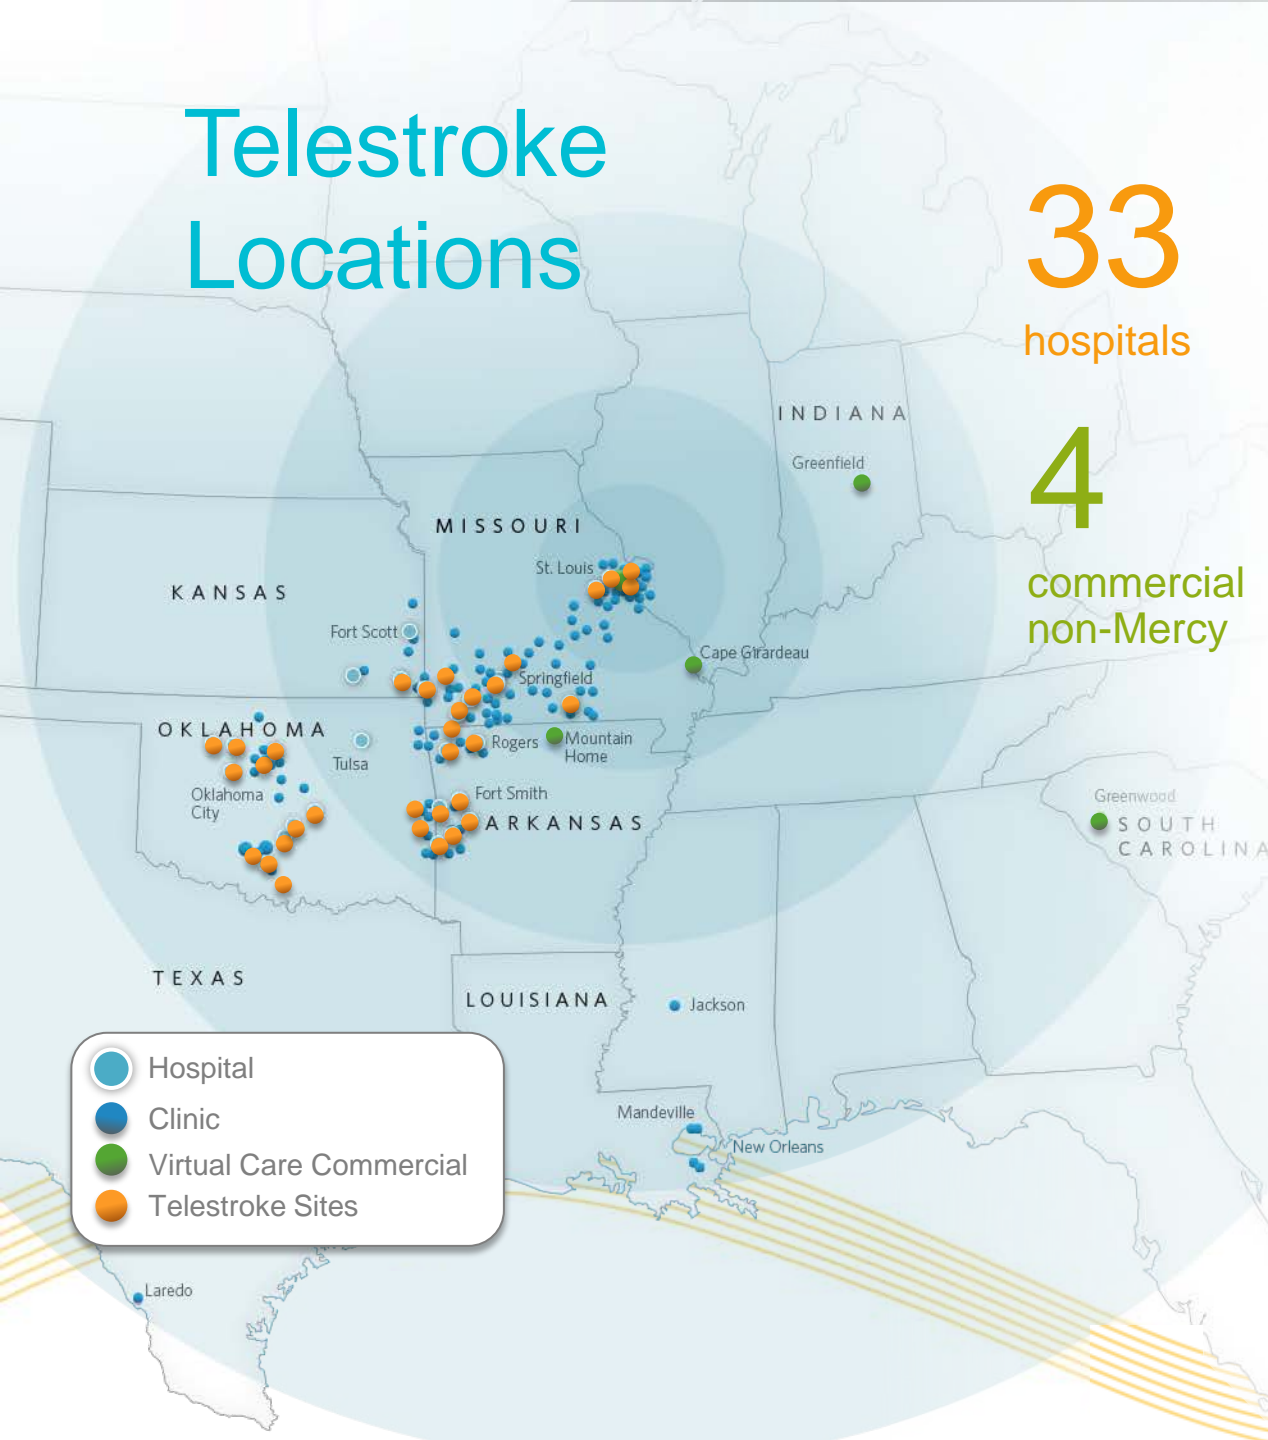 Telestroke
Locations
33
hospitals
4
commercial
non-Mercy
INDIANA
Greenfield
MISSOURI
St. Louis
KANSAS
Fort Scott
Cape Girardeau
Springfield
OKLAHOMA
Tulsa
Rogers
Mountain
Home
Oklahoma
City
Fort Smith
ARKANSAS
Greenwood
SOUTH
CAROLINA
TEXAS
LOUISIANA
Jackson
Mandeville
New Orleans
Hospital
Clinic
Virtual Care Commercial
Telestroke Sites
Laredo